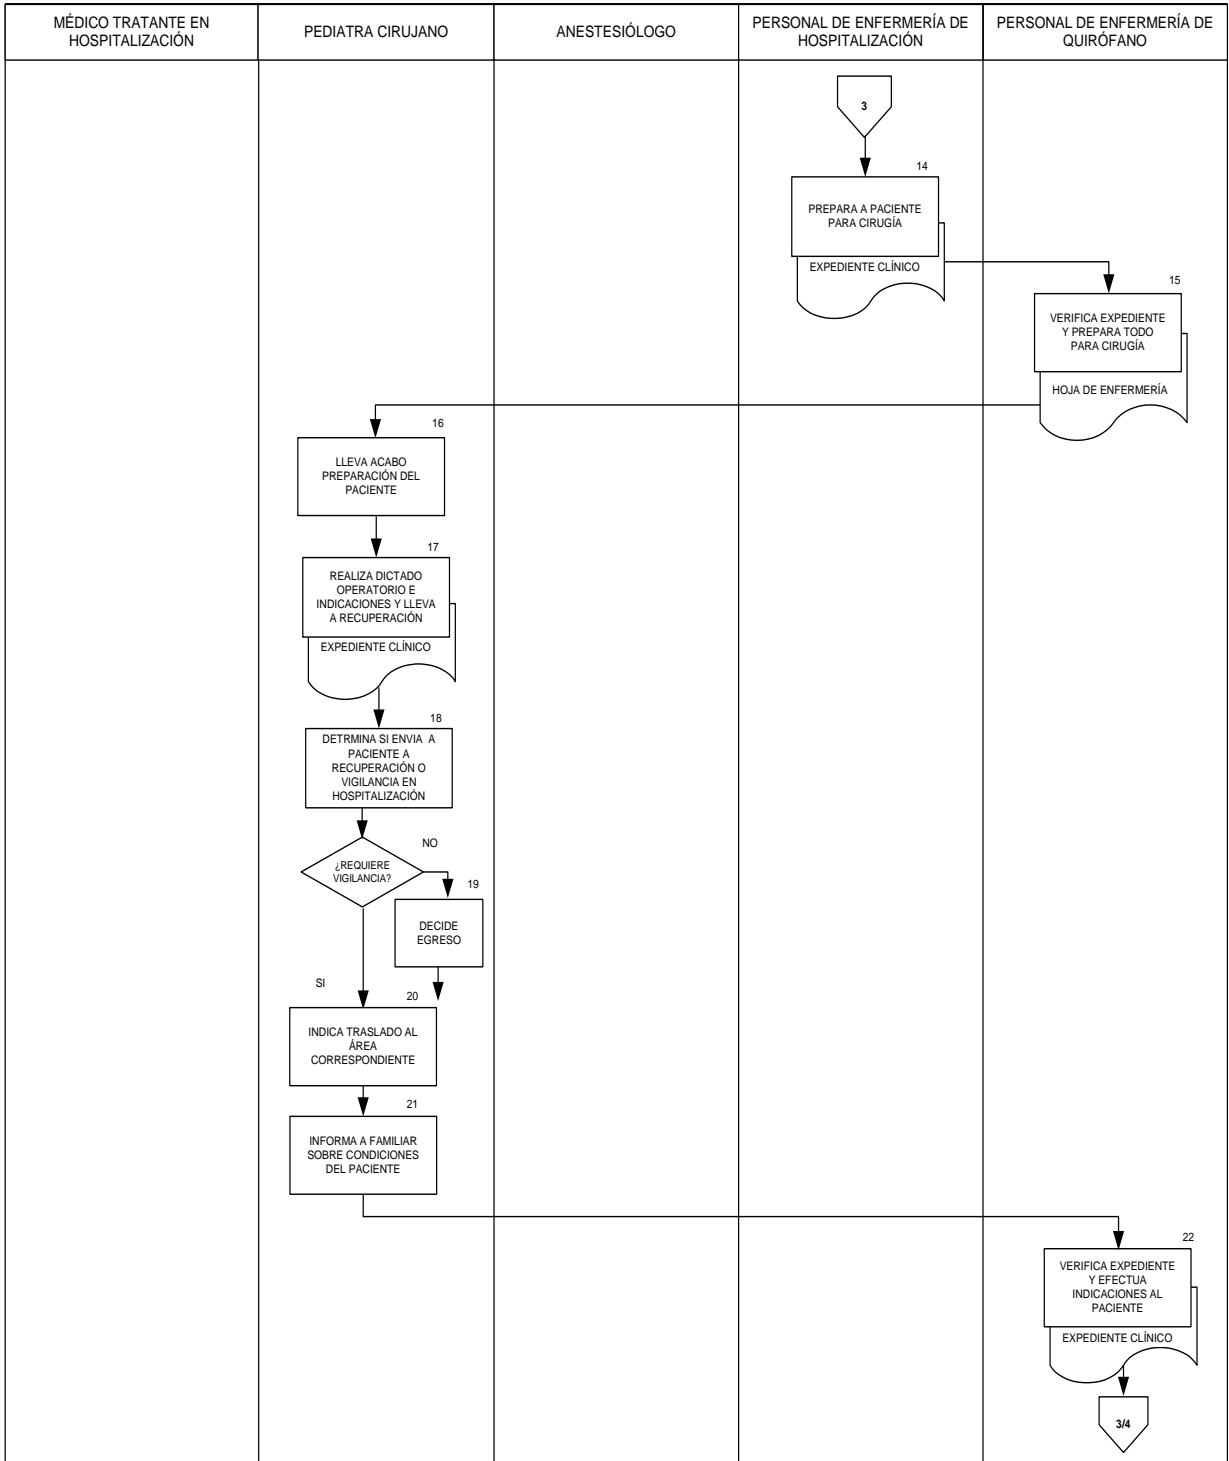 MÉDICO TRATANTE EN
HOSPITALIZACIÓN
PEDIATRA CIRUJANO
ANESTESIÓLOGO
PERSONAL DE ENFERMERÍA DE
HOSPITALIZACIÓN
PERSONAL DE ENFERMERÍA DE
QUIRÓFANO
3
14
PREPARA A PACIENTE
PARA CIRUGÍA
EXPEDIENTE CLÍNICO
15
VERIFICA EXPEDIENTE
Y PREPARA TODO
PARA CIRUGÍA
HOJA DE ENFERMERÍA
16
LLEVA ACABO
PREPARACIÓN DEL
PACIENTE
17
REALIZA DICTADO
OPERATORIO E
INDICACIONES Y LLEVA
A RECUPERACIÓN
EXPEDIENTE CLÍNICO
18
DETRMINA SI ENVIA A
PACIENTE A
RECUPERACIÓN O
VIGILANCIA EN
HOSPITALIZACIÓN
¿REQUIERE
VIGILANCIA?
NO
19
DECIDE
EGRESO
SI
20
INDICA TRASLADO AL
ÁREA
CORRESPONDIENTE
21
INFORMA A FAMILIAR
SOBRE CONDICIONES
DEL PACIENTE
22
VERIFICA EXPEDIENTE
Y EFECTUA
INDICACIONES AL
PACIENTE
EXPEDIENTE CLÍNICO
3/4